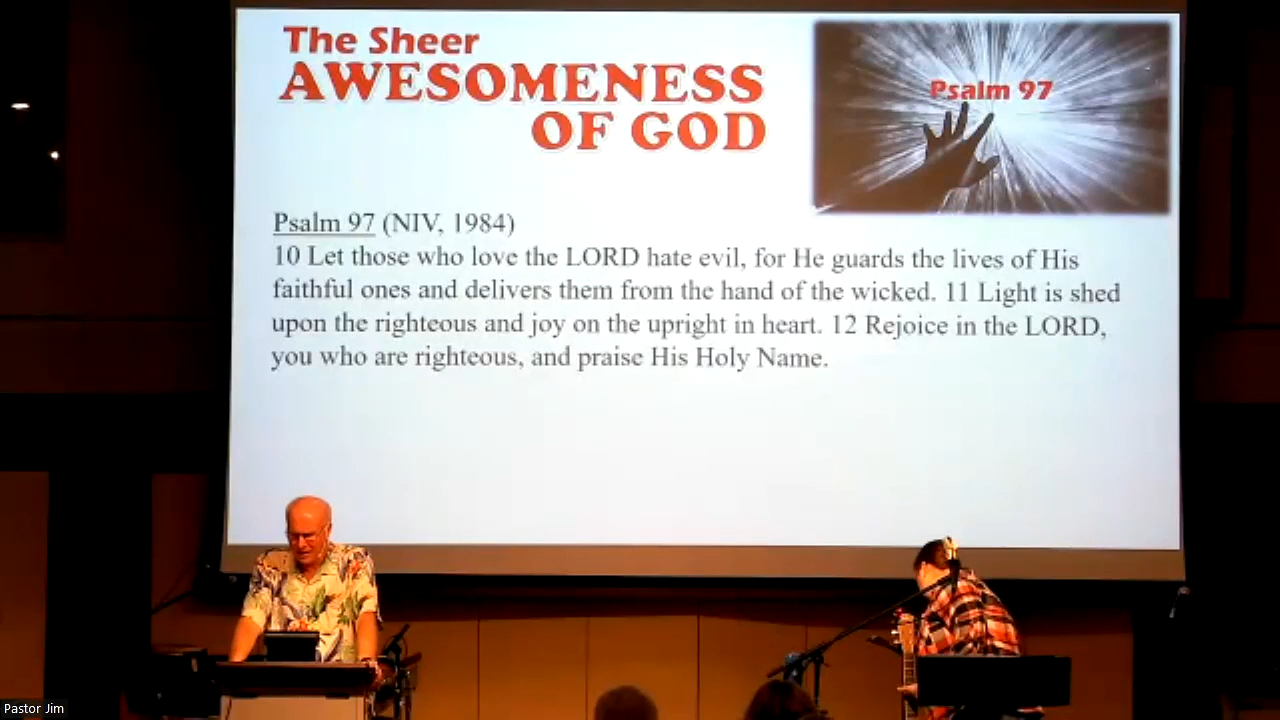 The Sheer
AWESOMENESS
OF GOD
Psalm 97
Psalm 97 (NIV, 1984)
10 Let those who love the LORD hate evil, for He guards the lives of His
faithful ones and delivers them from the hand of the wicked. 11 Light is shed
upon the righteous and joy on the upright in heart. 12 Rejoice in the LORD,
you who are righteous, and praise His Holy Name.
Pastor Jim